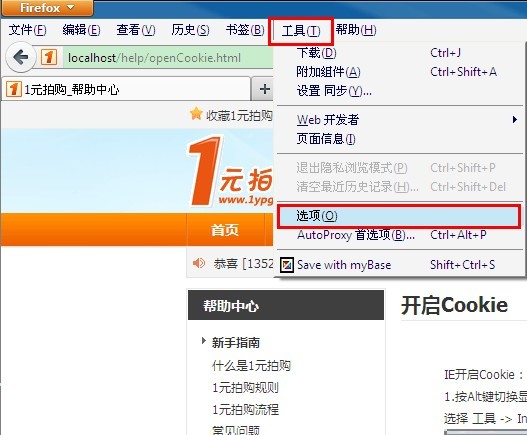 Firefox
文件(F) 编辑(E) 查看(V) 历史(S) 书签(B) 工具(T) 帮助(H)
localhost/help/openCookie.html
1元拍购_帮助中心
收藏1元拍购
下载(D) Ctrl+J
附加组件(A) Ctrl+Shift+A
设置 同步(Y)...
Web 开发者
页面信息(I)
退出隐私浏览模式(P) Ctrl+Shift+P
清空最近历史记录(H)... Ctrl+Shift+Del
选项(O)
AutoProxy 首选项(B)... Ctrl+Alt+P
Save with myBase Shift+Ctrl+S
1元拍
www.1ypg
首页
恭喜 [1352
帮助中心
新手指南
什么是1元拍购
1元拍购规则
1元拍购流程
常见问题
开启Cookie
IE开启Cookie：
1.按Alt键切换显
选择 工具 -> In